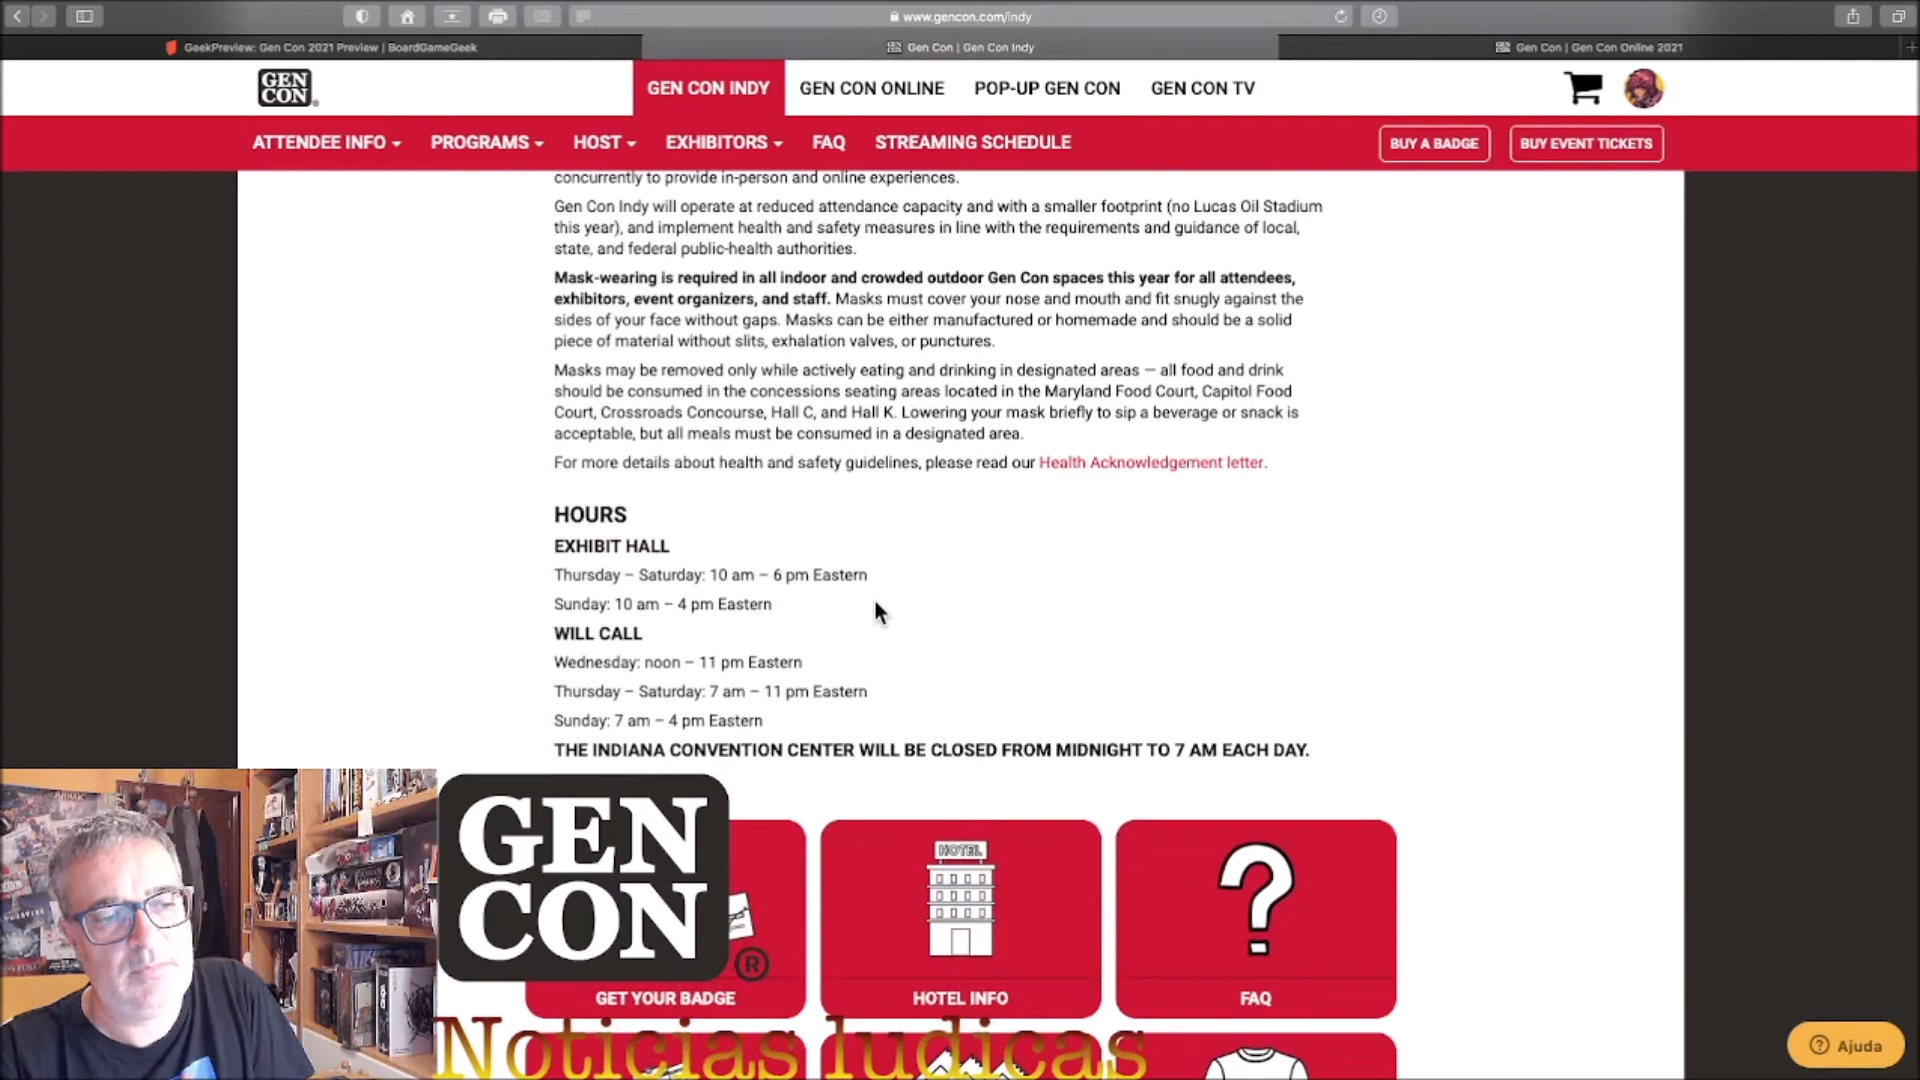 www.gencon.com/indy
GeekPreview: Gen Con 2021 Preview | BoardGameGeek
Gen Con | Gen Con Indy
Gen Con | Gen Con Online 2021
GEN
CON
GEN CON INDY
GEN CON ONLINE
POP-UP GEN CON
GEN CON TV
ATTENDEE INFO
PROGRAMS
HOST
EXHIBITORS
FAQ
STREAMING SCHEDULE
BUY A BADGE
BUY EVENT TICKETS
concurrently to provide in-person and online experiences.
Gen Con Indy will operate at reduced attendance capacity and with a smaller footprint (no Lucas Oil Stadium
this year), and implement health and safety measures in line with the requirements and guidance of local,
state, and federal public-health authorities.
Mask-wearing is required in all indoor and crowded outdoor Gen Con spaces this year for all attendees,
exhibitors, event organizers, and staff. Masks must cover your nose and mouth and fit snugly against the
sides of your face without gaps. Masks can be either manufactured or homemade and should be a solid
piece of material without slits, exhalation valves, or punctures.
Masks may be removed only while actively eating and drinking in designated areas — all food and drink
should be consumed in the concessions seating areas located in the Maryland Food Court, Capitol Food
Court, Crossroads Concourse, Hall C, and Hall K. Lowering your mask briefly to sip a beverage or snack is
acceptable, but all meals must be consumed in a designated area.
For more details about health and safety guidelines, please read our Health Acknowledgement letter.
HOURS
EXHIBIT HALL
Thursday – Saturday: 10 am – 6 pm Eastern
Sunday: 10 am – 4 pm Eastern
WILL CALL
Wednesday: noon – 11 pm Eastern
Thursday – Saturday: 7 am – 11 pm Eastern
Sunday: 7 am – 4 pm Eastern
THE INDIANA CONVENTION CENTER WILL BE CLOSED FROM MIDNIGHT TO 7 AM EACH DAY.
GEN
CON
®
HOTEL
?
GET YOUR BADGE
HOTEL INFO
FAQ
Noticias ludicas
Ajuda